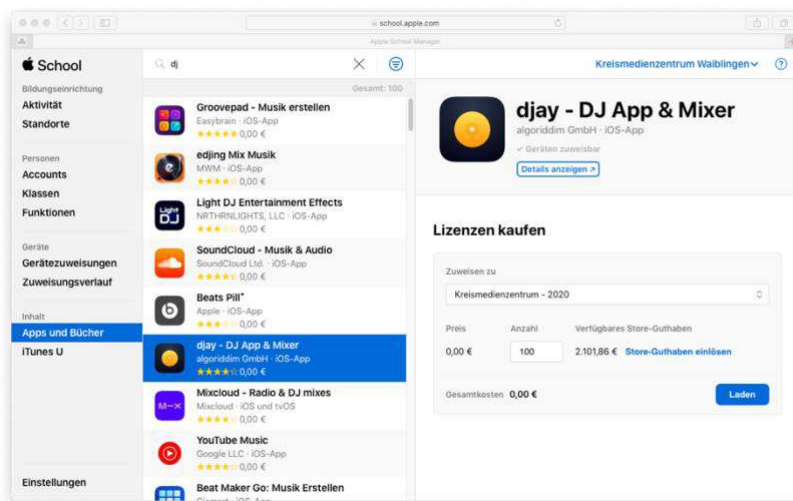 school.apple.com
Apple School Manager
School
Bildungseinrichtung
Aktivität
Standorte
Personen
Accounts
Klassen
Funktionen
Geräte
Gerätezuweisungen
Zuweisungsverlauf
Inhalt
Apps und Bücher
iTunes U
Einstellungen
dj
Gesamt: 100
Groovepad - Musik erstellen
Easybrain · iOS-App
★★★★★ 0,00 €
edjing Mix Musik
MWM · iOS-App
★★★★☆ 0,00 €
Light DJ
Light DJ Entertainment Effects
NRTHRNLIGHTS, LLC · iOS-App
★★★☆☆ 0,00 €
SoundCloud - Musik & Audio
SoundCloud Ltd. · iOS-App
0,00 €
Beats Pill⁺
Apple · iOS-App
★★★☆☆ 0,00 €
djay - DJ App & Mixer
algoriddim GmbH · iOS-App
0,00 €
M-X
Mixcloud - Radio & DJ mixes
Mixcloud · iOS und tvOS
0,00 €
YouTube Music
Google LLC · iOS-App
0,00 €
Beat Maker Go: Musik Erstellen
Kreismedienzentrum Waiblingen
?
djay - DJ App & Mixer
algoriddim GmbH · iOS-App
✓ Geräten zuweisbar
Details anzeigen ↗
Lizenzen kaufen
Zuweisen zu
Kreismedienzentrum - 2020
Preis Anzahl Verfügbares Store-Guthaben
0,00 € 100 2.101,86 € Store-Guthaben einlösen
Gesamtkosten 0,00 € Laden